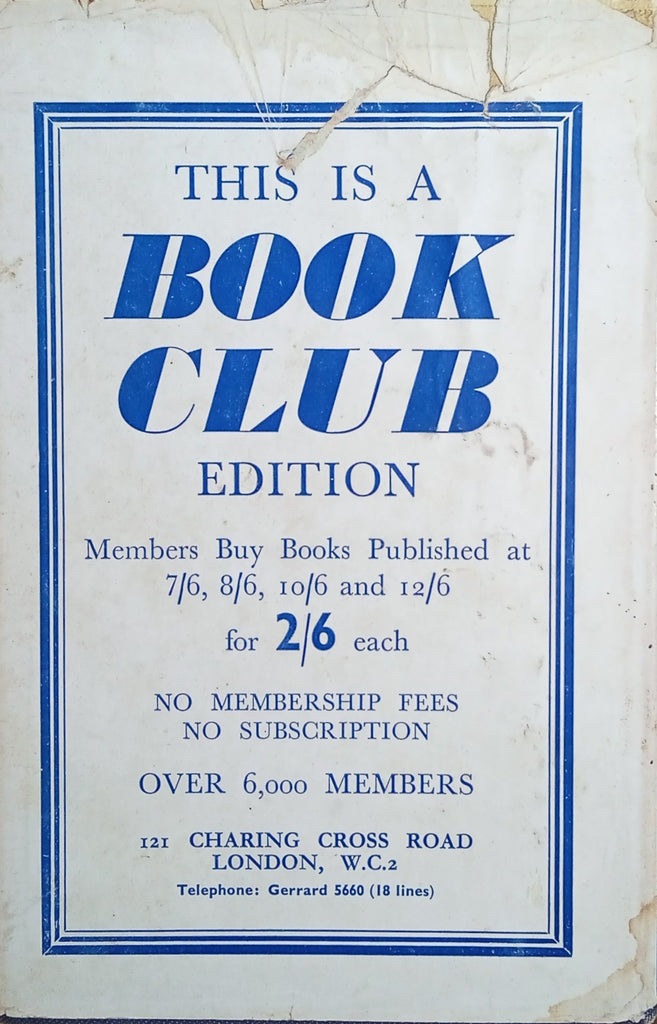 THIS IS A
BOOK
CLUB
EDITION
Members Buy Books Published at
7/6, 8/6, 10/6 and 12/6
for 2/6 each
NO MEMBERSHIP FEES
NO SUBSCRIPTION
OVER 6,000 MEMBERS
121 CHARING CROSS ROAD
LONDON, W.C.2
Telephone: Gerrard 5660 (18 lines)